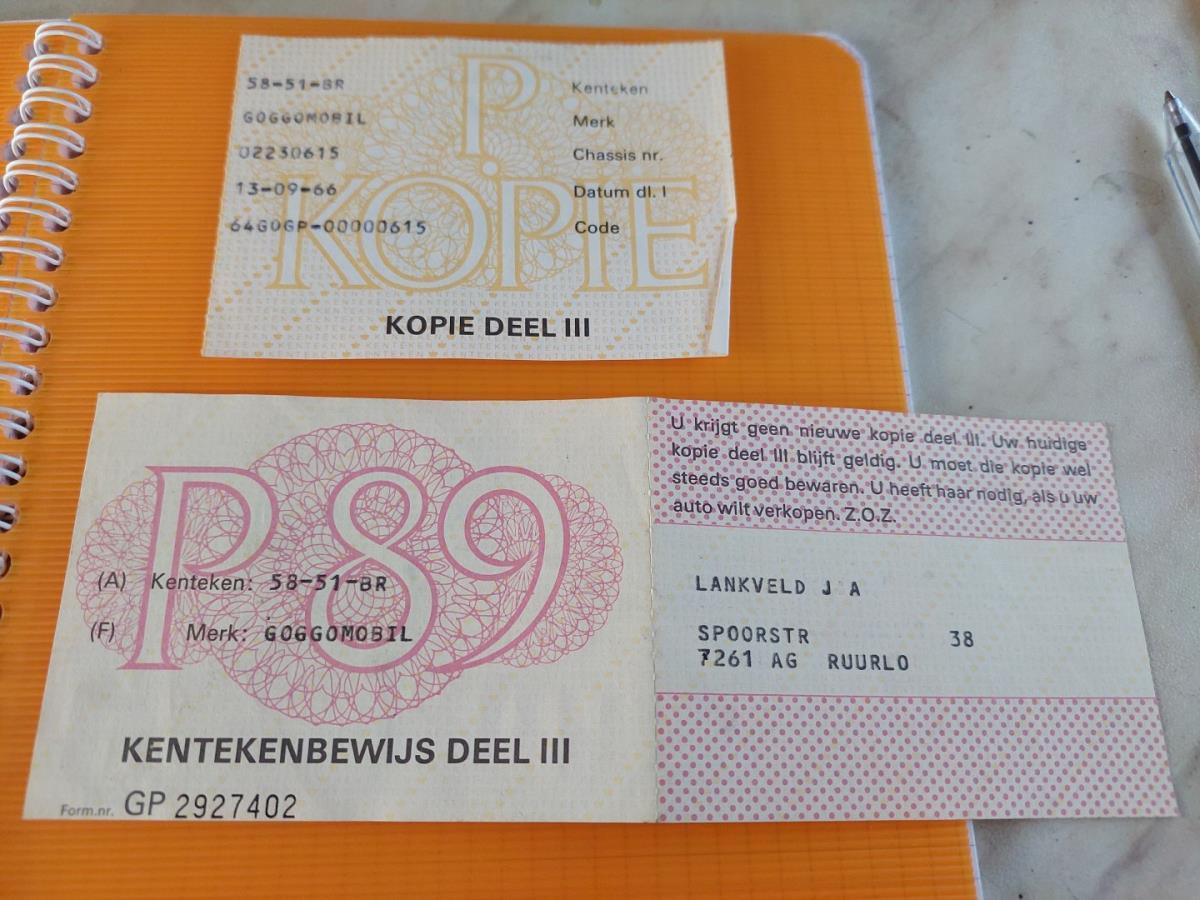 58-51-BR Kenteken
GOGGOMOBIL Merk
02230615 Chassis nr.
13-09-66 Datum dl. I
64GOGP-00000615 Code
P
KOPIE
KOPIE DEEL III
P89
(A) Kenteken: 58-51-BR
(F) Merk: GOGGOMOBIL
KENTEKENBEWIJS DEEL III
Form.nr. GP 2927402
U krijgt geen nieuwe kopie deel III. Uw huidige
kopie deel III blijft geldig. U moet die kopie wel
steeds goed bewaren. U heeft haar nodig, als u uw
auto wilt verkopen. Z.O.Z.
LANKVELD J A
SPOORSTR 38
7261 AG RUURLO